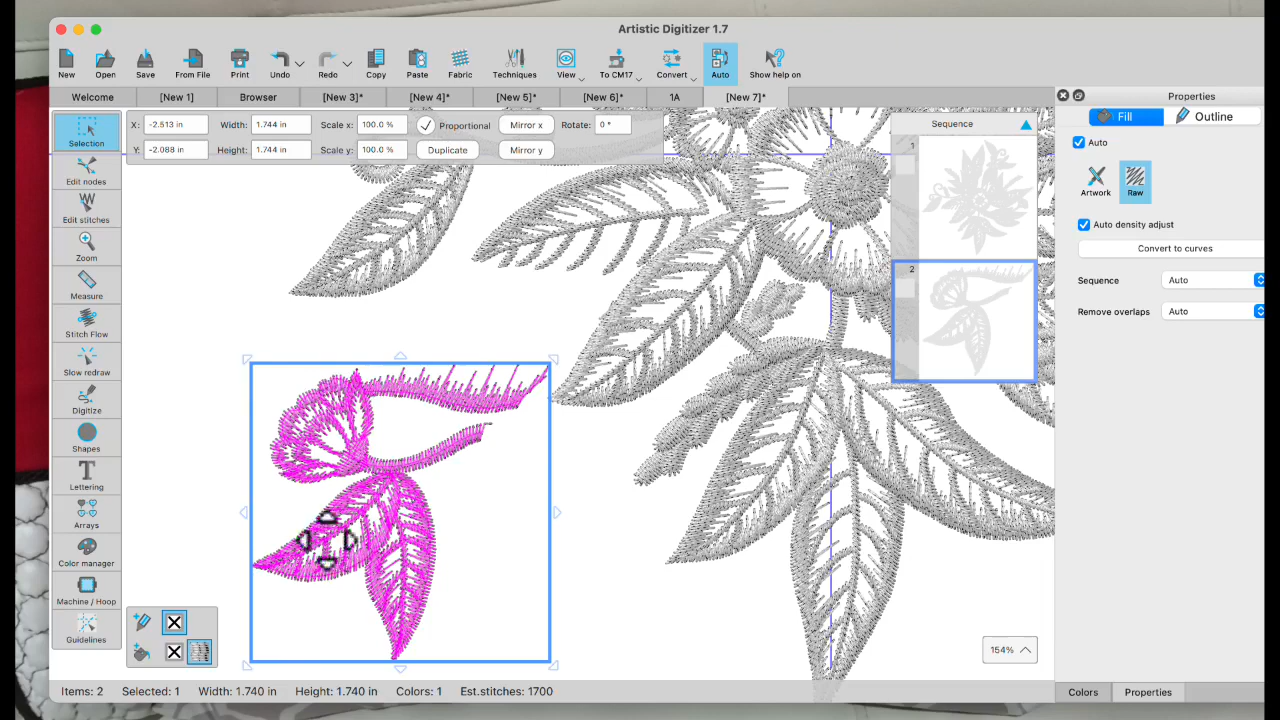 Artistic Digitizer 1.7
New Open Save From File Print Undo Redo Copy Paste Fabric Techniques View To CM17 Convert Auto Show help on
Welcome [New 1] Browser [New 3]* [New 4]* [New 5]* [New 6]* 1A [New 7]*
X: -2.513 in Width: 1.744 in Scale x: 100.0 % Proportional Mirror x Rotate: 0 °
Y: -2.088 in Height: 1.744 in Scale y: 100.0 % Duplicate Mirror y
Selection
Edit nodes
Edit stitches
Zoom
Measure
Stitch Flow
Slow redraw
Digitize
Shapes
Lettering
Arrays
Color manager
Machine / Hoop
Guidelines
Sequence
1
2
154%
Properties
Fill Outline
Auto
Artwork Raw
Auto density adjust
Convert to curves
Sequence Auto
Remove overlaps Auto
Colors Properties
Items: 2 Selected: 1 Width: 1.740 in Height: 1.740 in Colors: 1 Est.stitches: 1700